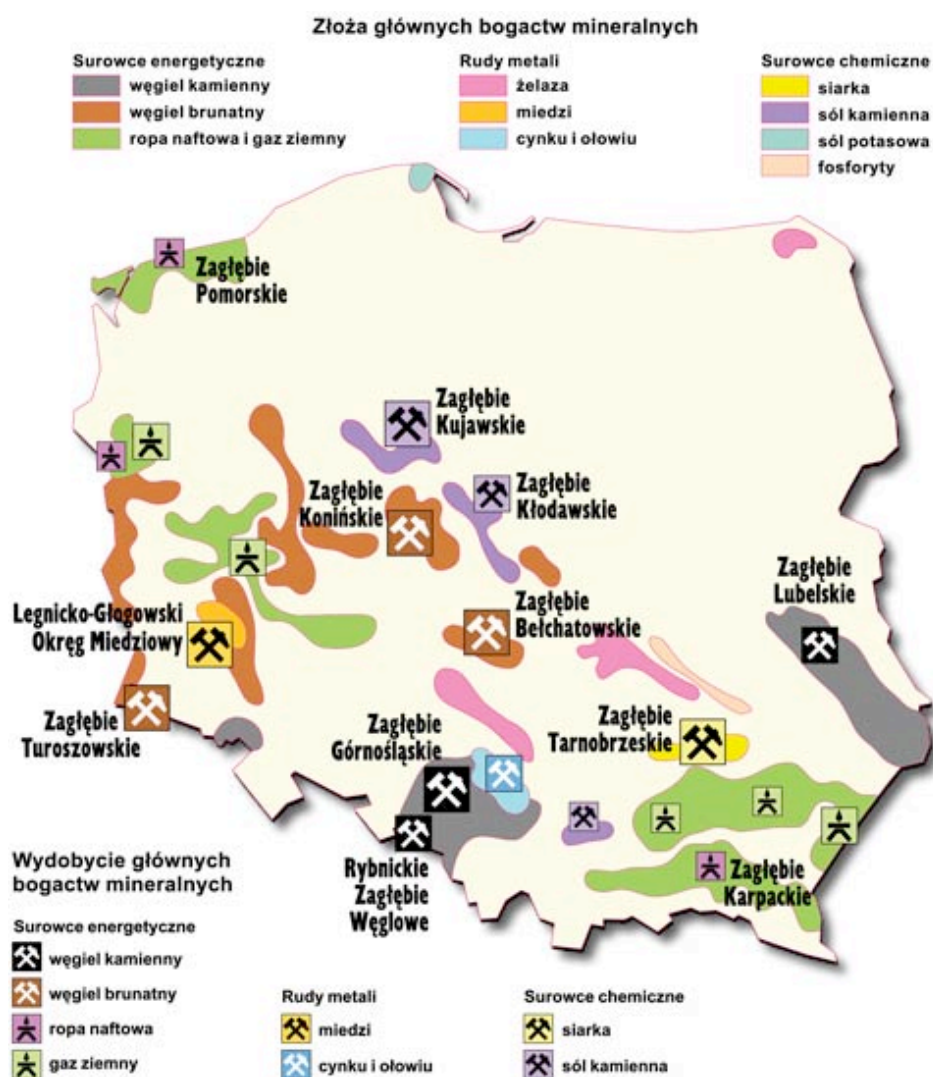 Złoża głównych bogactw mineralnych
Surowce energetyczne
węgiel kamienny
węgiel brunatny
ropa naftowa i gaz ziemny
Rudy metali
żelaza
miedzi
cynku i ołowiu
Surowce chemiczne
siarka
sól kamienna
sól potasowa
fosforyty
Zagłębie
Pomorskie
Zagłębie
Kujawskie
Zagłębie
Konińskie
Zagłębie
Kłodawskie
Zagłębie
Lubelskie
Legnicko-Głogowski
Okręg Miedziowy
Zagłębie
Bełchatowskie
Zagłębie
Turoszowskie
Zagłębie
Górnośląskie
Zagłębie
Tarnobrzeskie
Rybnickie
Zagłębie
Węglowe
Zagłębie
Karpackie
Wydobycie głównych
bogactw mineralnych
Surowce energetyczne
węgiel kamienny
węgiel brunatny
ropa naftowa
gaz ziemny
Rudy metali
miedzi
cynku i ołowiu
Surowce chemiczne
siarka
sól kamienna